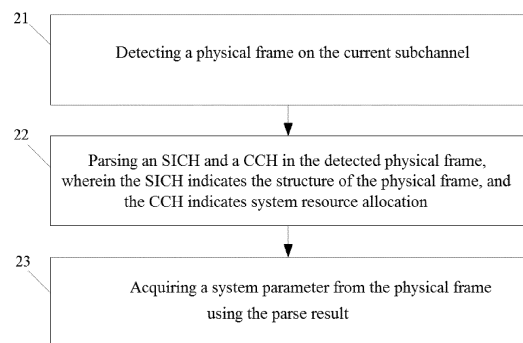 21
Detecting a physical frame on the current subchannel
22
Parsing an SICH and a CCH in the detected physical frame,
wherein the SICH indicates the structure of the physical frame, and
the CCH indicates system resource allocation
23
Acquiring a system parameter from the physical frame
using the parse result